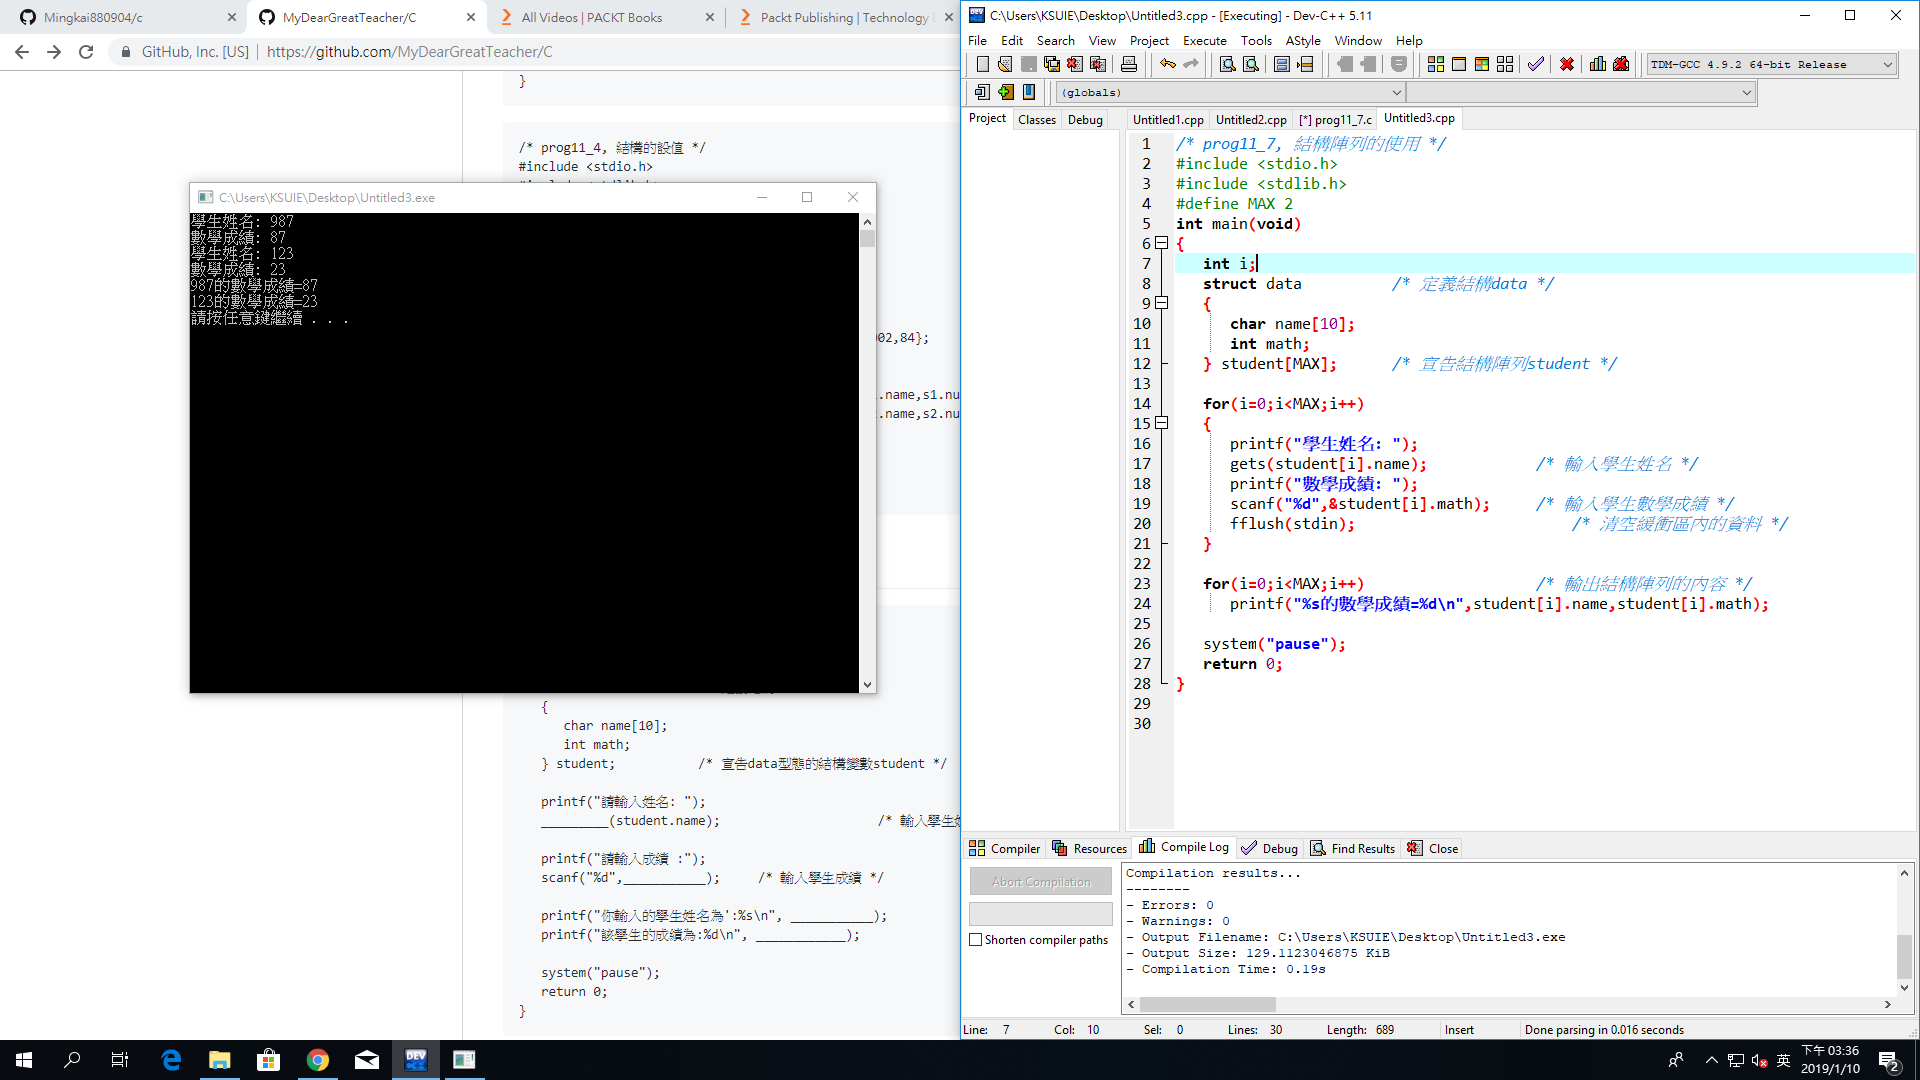 Mingkai880904/c
MyDearGreatTeacher/C
All Videos | PACKT Books
Packt Publishing | Technology
GitHub, Inc. [US] | https://github.com/MyDearGreatTeacher/C
}
/* prog11_4, 結構的設值 */
#include <stdio.h>
C:\Users\KSUIE\Desktop\Untitled3.exe
學生姓名: 987
數學成績: 87
學生姓名: 123
數學成績: 23
987的數學成績=87
123的數學成績=23
請按任意鍵繼續 . . .
02,84};
.name,s1.nu
.name,s2.nu
{
char name[10];
int math;
} student; /* 宣告data型態的結構變數student */
printf("請輸入姓名: ");
_________(student.name); /* 輸入學生姓
printf("請輸入成績 :");
scanf("%d",___________); /* 輸入學生成績 */
printf("你輸入的學生姓名為':%s\n", ___________);
printf("該學生的成績為:%d\n", ____________);
system("pause");
return 0;
}
C:\Users\KSUIE\Desktop\Untitled3.cpp - [Executing] - Dev-C++ 5.11
File Edit Search View Project Execute Tools AStyle Window Help
TDM-GCC 4.9.2 64-bit Release
(globals)
Project Classes Debug
Untitled1.cpp Untitled2.cpp [*] prog11_7.c Untitled3.cpp
1 /* prog11_7, 結構陣列的使用 */
2 #include <stdio.h>
3 #include <stdlib.h>
4 #define MAX 2
5 int main(void)
6 {
7 int i;
8 struct data /* 定義結構data */
9 {
10 char name[10];
11 int math;
12 } student[MAX]; /* 宣告結構陣列student */
13
14 for(i=0;i<MAX;i++)
15 {
16 printf("學生姓名: ");
17 gets(student[i].name); /* 輸入學生姓名 */
18 printf("數學成績: ");
19 scanf("%d",&student[i].math); /* 輸入學生數學成績 */
20 fflush(stdin); /* 清空緩衝區內的資料 */
21 }
22
23 for(i=0;i<MAX;i++) /* 輸出結構陣列的內容 */
24 printf("%s的數學成績=%d\n",student[i].name,student[i].math);
25
26 system("pause");
27 return 0;
28 }
29
30
Compiler Resources Compile Log Debug Find Results Close
Abort Compilation
Shorten compiler paths
Compilation results...
--------
- Errors: 0
- Warnings: 0
- Output Filename: C:\Users\KSUIE\Desktop\Untitled3.exe
- Output Size: 129.1123046875 KiB
- Compilation Time: 0.19s
Line: 7 Col: 10 Sel: 0 Lines: 30 Length: 689 Insert Done parsing in 0.016 seconds
DEV
英
下午 03:36
2019/1/10
2